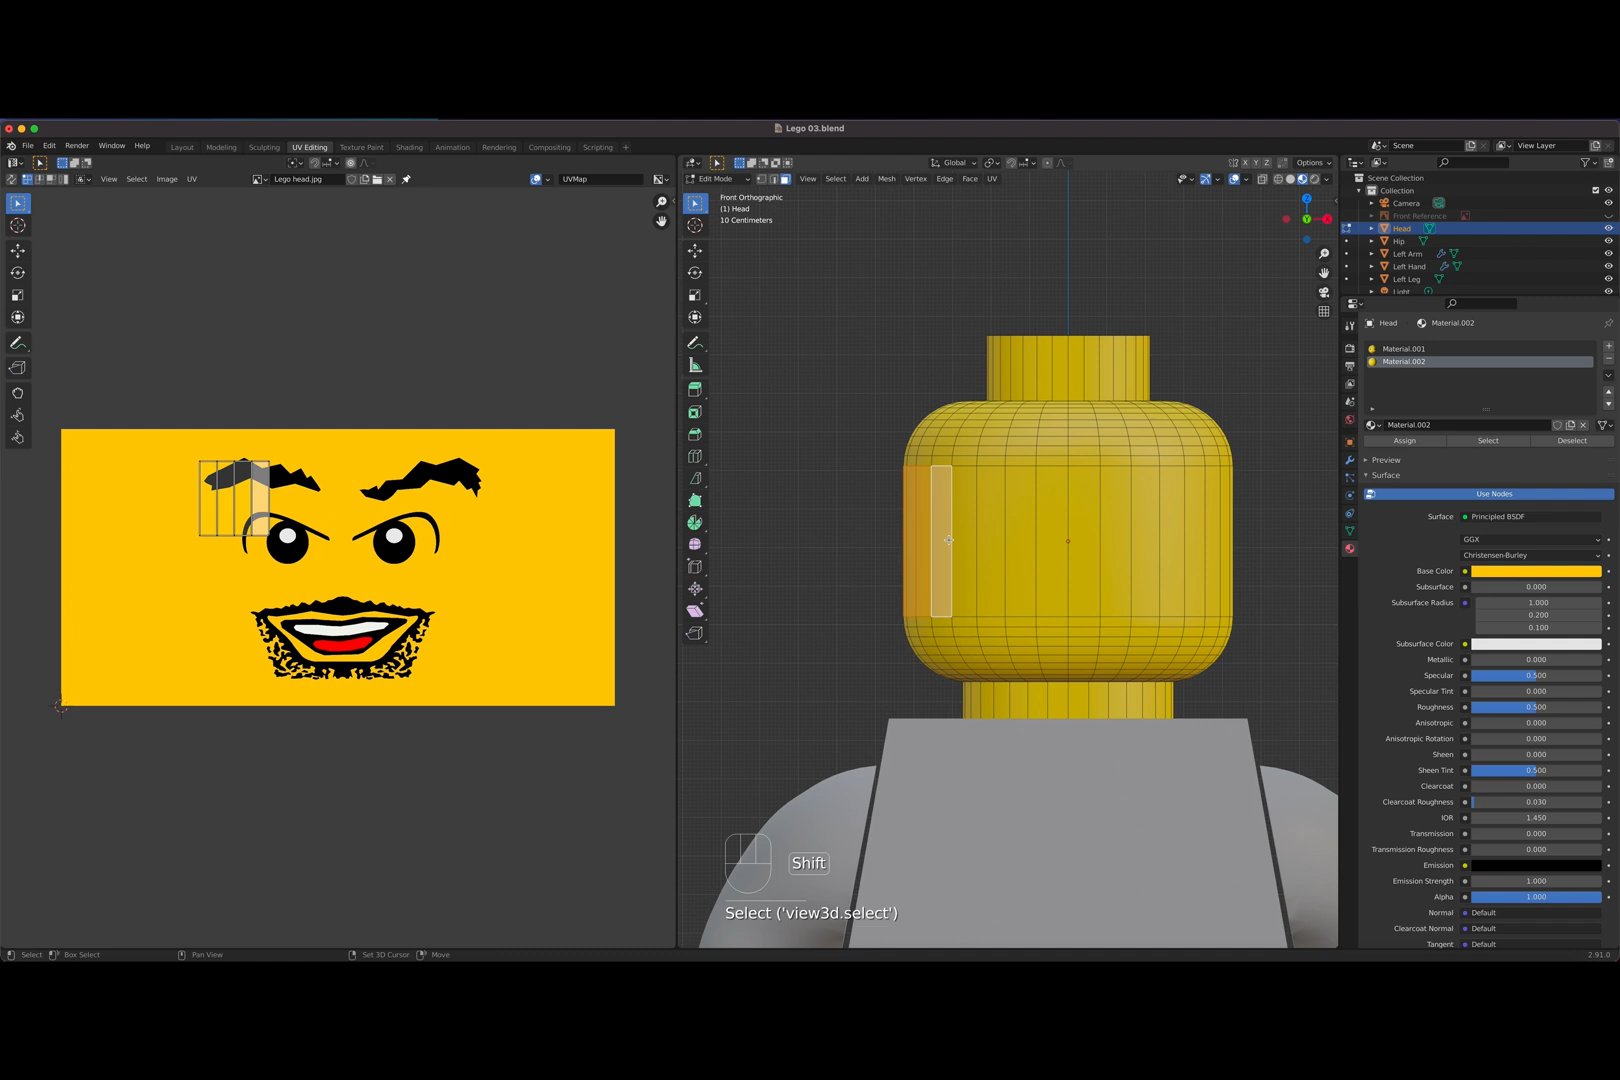 Lego 03.blend
File Edit Render Window Help Layout Modeling Sculpting UV Editing Texture Paint Shading Animation Rendering Compositing Scripting + Scene View Layer
Global X Y Z Options
View Select Image UV Lego head.jpg UVMap Edit Mode View Select Add Mesh Vertex Edge Face UV
Front Orthographic
(1) Head
10 Centimeters
Shift
Select ('view3d.select')
Scene Collection
Collection
Camera
Front Reference
Head
Hip
Left Arm
Left Hand
Left Leg
Light
Head Material.002
Material.001
Material.002
Material.002
Assign Select Deselect
Preview
Surface
Use Nodes
Surface Principled BSDF
GGX
Christensen-Burley
Base Color
Subsurface 0.000
Subsurface Radius 1.000
0.200
0.100
Subsurface Color
Metallic 0.000
Specular 0.500
Specular Tint 0.000
Roughness 0.500
Anisotropic 0.000
Anisotropic Rotation 0.000
Sheen 0.000
Sheen Tint 0.500
Clearcoat 0.000
Clearcoat Roughness 0.030
IOR 1.450
Transmission 0.000
Transmission Roughness 0.000
Emission
Emission Strength 1.000
Alpha 1.000
Normal Default
Clearcoat Normal Default
Tangent Default
Select Box Select Pan View Set 3D Cursor Move 2.91.0